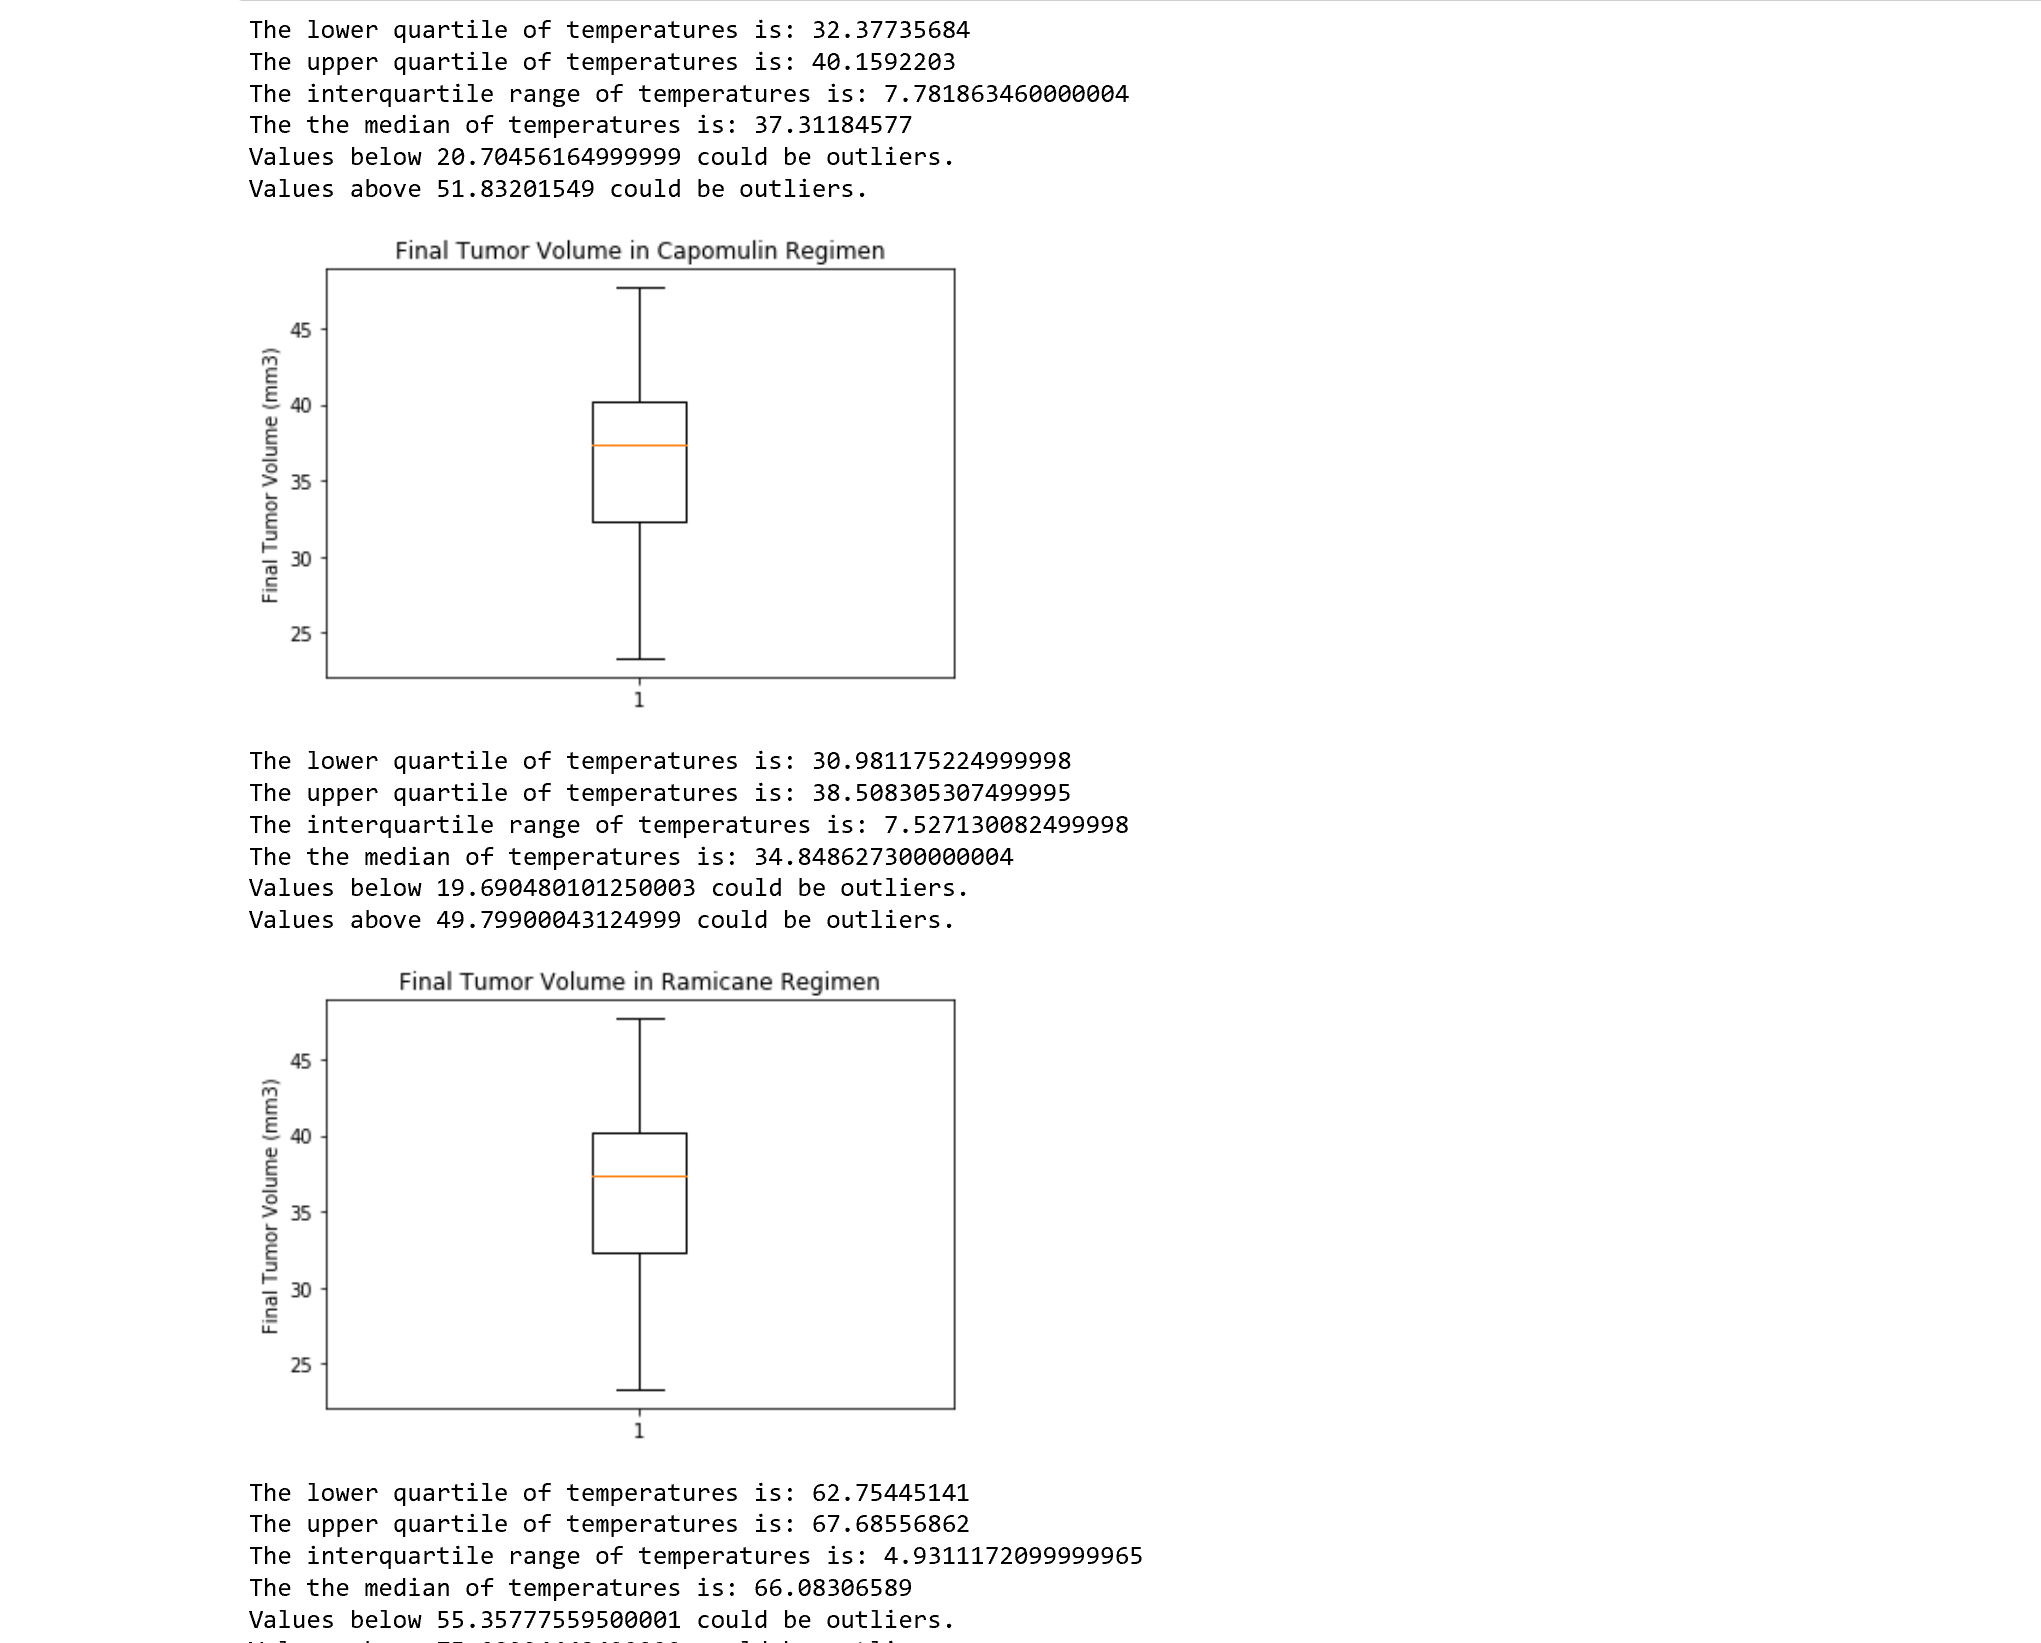 The lower quartile of temperatures is: 32.37735684
The upper quartile of temperatures is: 40.1592203
The interquartile range of temperatures is: 7.781863460000004
The the median of temperatures is: 37.31184577
Values below 20.70456164999999 could be outliers.
Values above 51.83201549 could be outliers.
Final Tumor Volume in Capomulin Regimen
Final Tumor Volume (mm3)
45
40
35
30
25
1
The lower quartile of temperatures is: 30.981175224999998
The upper quartile of temperatures is: 38.508305307499995
The interquartile range of temperatures is: 7.527130082499998
The the median of temperatures is: 34.848627300000004
Values below 19.690480101250003 could be outliers.
Values above 49.79900043124999 could be outliers.
Final Tumor Volume in Ramicane Regimen
Final Tumor Volume (mm3)
45
40
35
30
25
1
The lower quartile of temperatures is: 62.75445141
The upper quartile of temperatures is: 67.68556862
The interquartile range of temperatures is: 4.9311172099999965
The the median of temperatures is: 66.08306589
Values below 55.35777559500001 could be outliers.